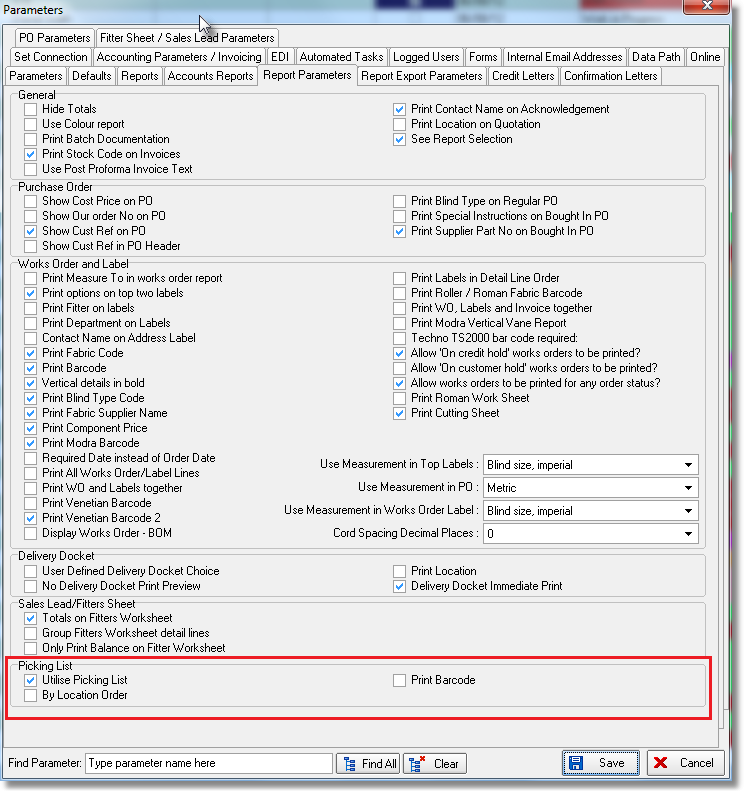 Parameters
PO Parameters Fitter Sheet / Sales Lead Parameters
Set Connection Accounting Parameters / Invoicing EDI Automated Tasks Logged Users Forms Internal Email Addresses Data Path Online
Parameters Defaults Reports Accounts Reports Report Parameters Report Export Parameters Credit Letters Confirmation Letters
General
Hide Totals
Print Contact Name on Acknowledgement
Use Colour report
Print Location on Quotation
Print Batch Documentation
See Report Selection
Print Stock Code on Invoices
Use Post Proforma Invoice Text
Purchase Order
Show Cost Price on PO
Print Blind Type on Regular PO
Show Our order No on PO
Print Special Instructions on Bought In PO
Show Cust Ref on PO
Print Supplier Part No on Bought In PO
Show Cust Ref in PO Header
Works Order and Label
Print Measure To in works order report
Print Labels in Detail Line Order
Print options on top two labels
Print Roller / Roman Fabric Barcode
Print Fitter on labels
Print WO, Labels and Invoice together
Print Department on Labels
Print Modra Vertical Vane Report
Contact Name on Address Label
Techno TS2000 bar code required:
Print Fabric Code
Allow 'On credit hold' works orders to be printed?
Print Barcode
Allow 'On customer hold' works orders to be printed?
Vertical details in bold
Allow works orders to be printed for any order status?
Print Blind Type Code
Print Roman Work Sheet
Print Fabric Supplier Name
Print Cutting Sheet
Print Component Price
Print Modra Barcode
Required Date instead of Order Date
Print All Works Order/Label Lines
Print WO and Labels together
Print Venetian Barcode
Print Venetian Barcode 2
Display Works Order - BOM
Use Measurement in Top Labels : Blind size, imperial
Use Measurement in PO : Metric
Use Measurement in Works Order Label : Blind size, imperial
Cord Spacing Decimal Places : 0
Delivery Docket
User Defined Delivery Docket Choice
Print Location
No Delivery Docket Print Preview
Delivery Docket Immediate Print
Sales Lead/Fitters Sheet
Totals on Fitters Worksheet
Group Fitters Worksheet detail lines
Only Print Balance on Fitter Worksheet
Picking List
Utilise Picking List
Print Barcode
By Location Order
Find Parameter: Type parameter name here Find All Clear Save Cancel